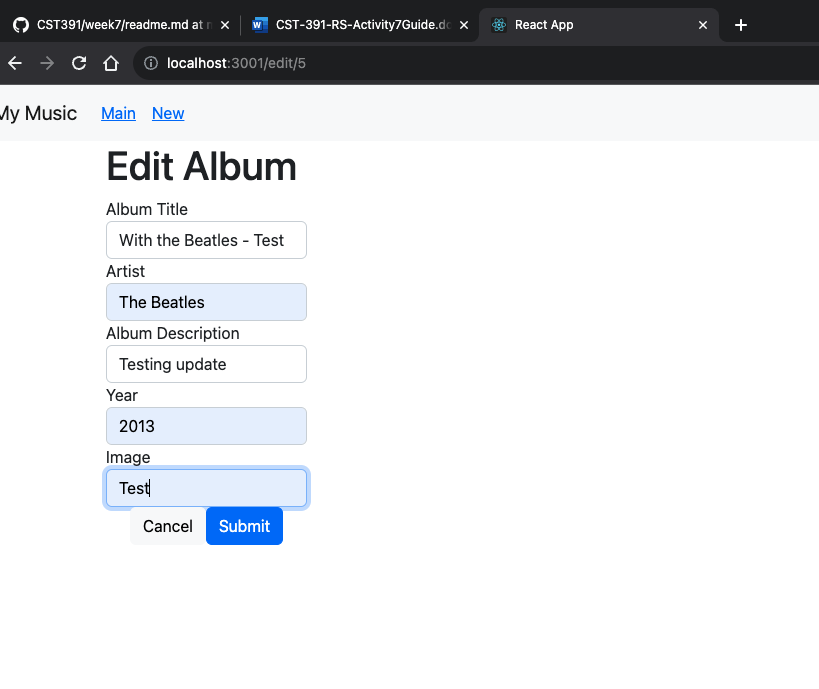 CST391/week7/readme.md at
CST-391-RS-Activity7Guide.do
React App
localhost:3001/edit/5
My Music
Main
New
Edit Album
Album Title
With the Beatles - Test
Artist
The Beatles
Album Description
Testing update
Year
2013
Image
Test
Cancel
Submit